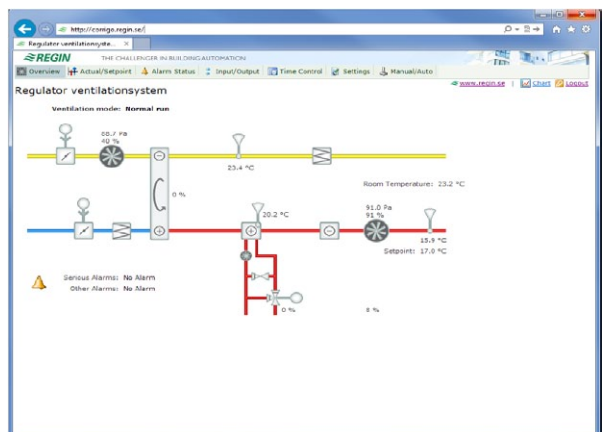 http://corrigo.regin.se/
Regulator ventilationsyste... ×
REGIN THE CHALLENGER IN BUILDING AUTOMATION
Overview Actual/Setpoint Alarm Status Input/Output Time Control Settings Manual/Auto
www.regin.se | Chart Logout
Regulator ventilationsystem
Ventilation mode: Normal run
Pa
40 %
23.4 °C
Room Temperature: 23.2 °C
0 %
20.2 °C
91.0 Pa
91 %
15.9 °C
Setpoint: 17.0 °C
Serious Alarms: No Alarm
Other Alarms: No Alarm
0 %